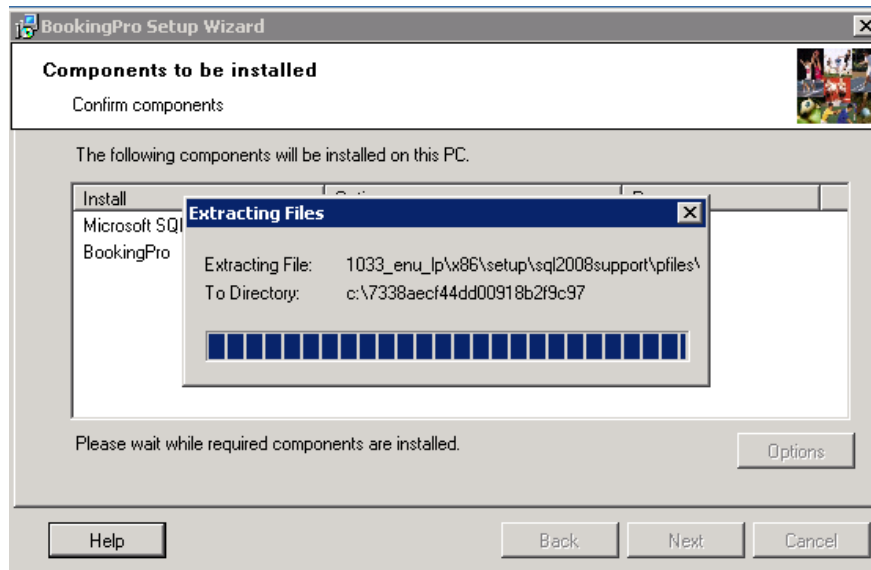 BookingPro Setup Wizard
Components to be installed
Confirm components
The following components will be installed on this PC.
Install
Microsoft SQL
BookingPro
Extracting Files
Extracting File: 1033_enu_lp\x86\setup\sql2008support\pfiles\
To Directory: c:\7338aecf44dd00918b2f9c97
Please wait while required components are installed.
Options
Help
Back
Next
Cancel